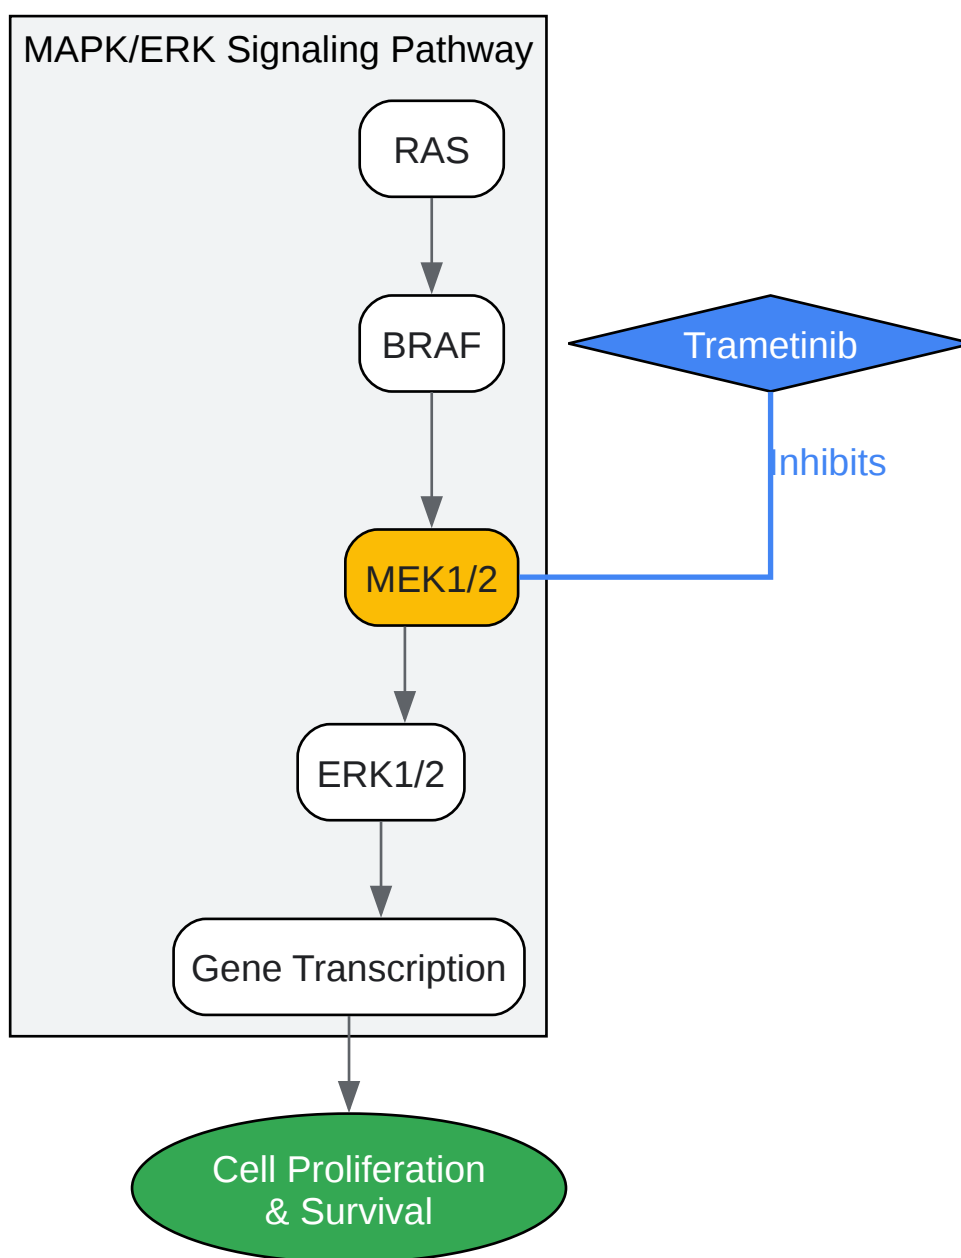 MAPK/ERK Signaling Pathway
RAS
BRAF
Trametinib
Inhibits
MEK1/2
ERK1/2
Gene Transcription
Cell Proliferation
& Survival